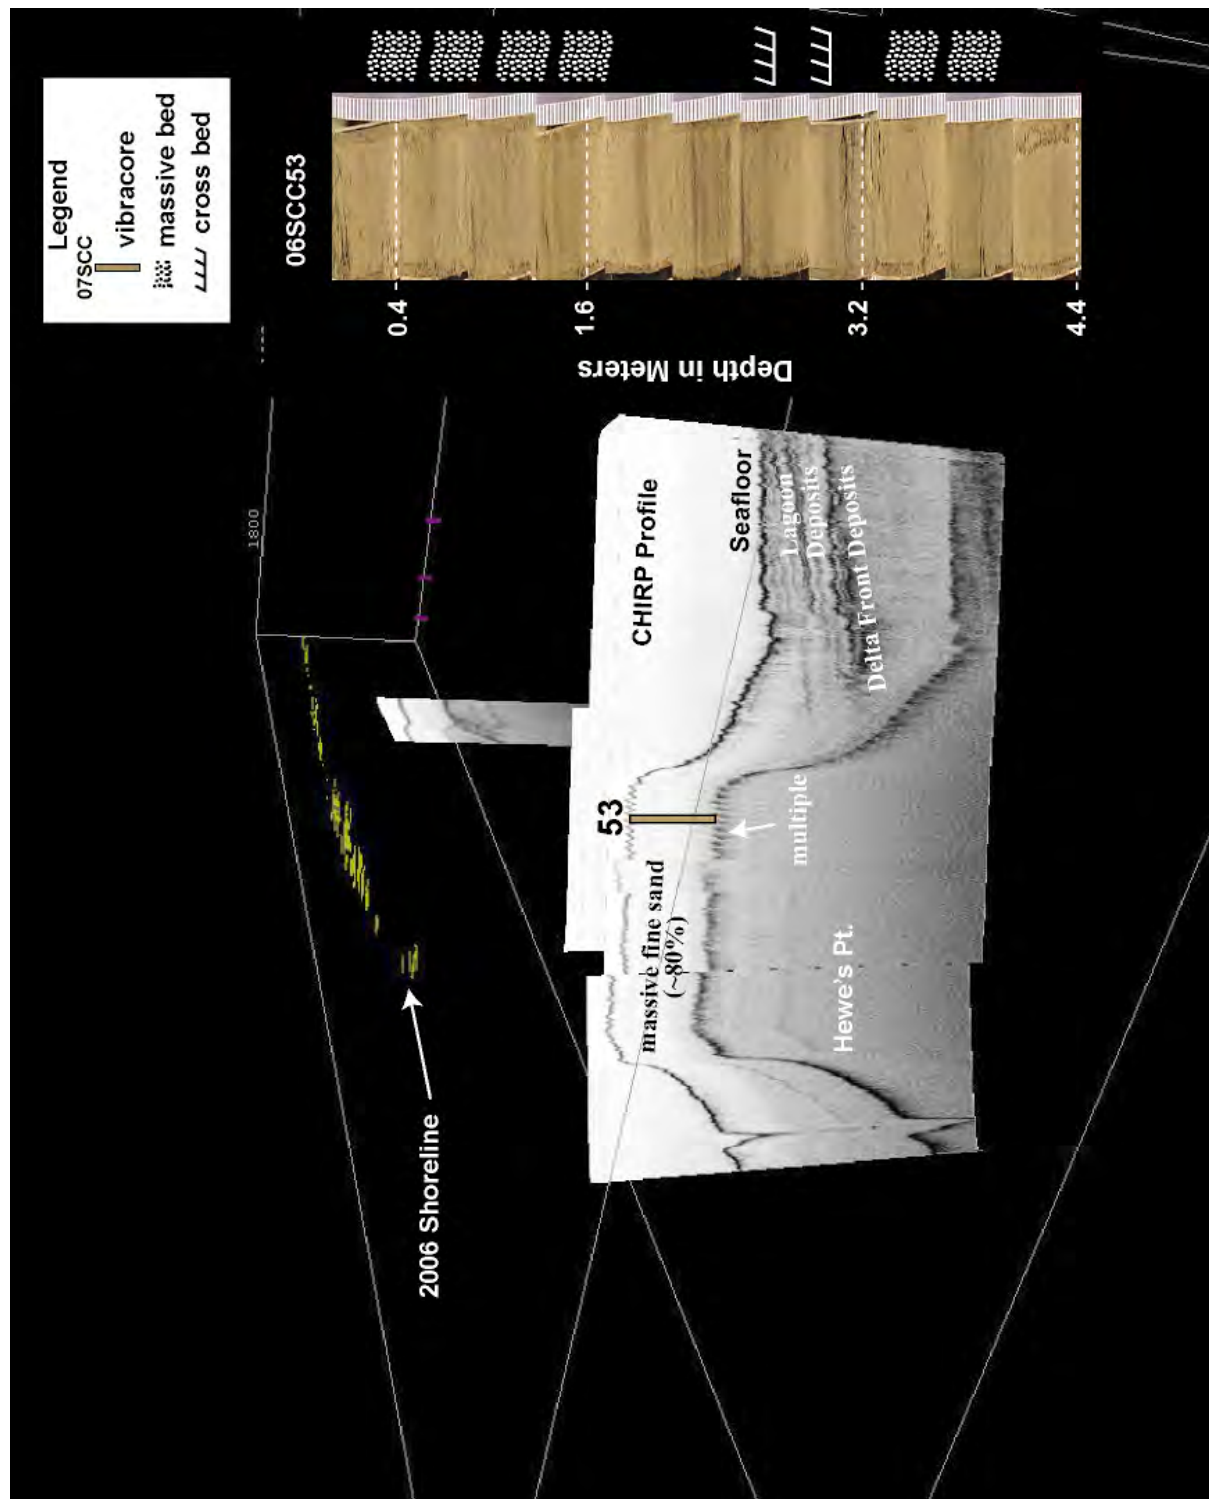 Legend
07SCC
vibracore
massive bed
cross bed
06SCC53
0.4
1.6
3.2
4.4
Depth in Meters
1800
CHIRP Profile
Seafloor
Lagoon
Deposits
Delta Front Deposits
53
multiple
massive fine sand
(~80%)
Hewe's Pt.
2006 Shoreline